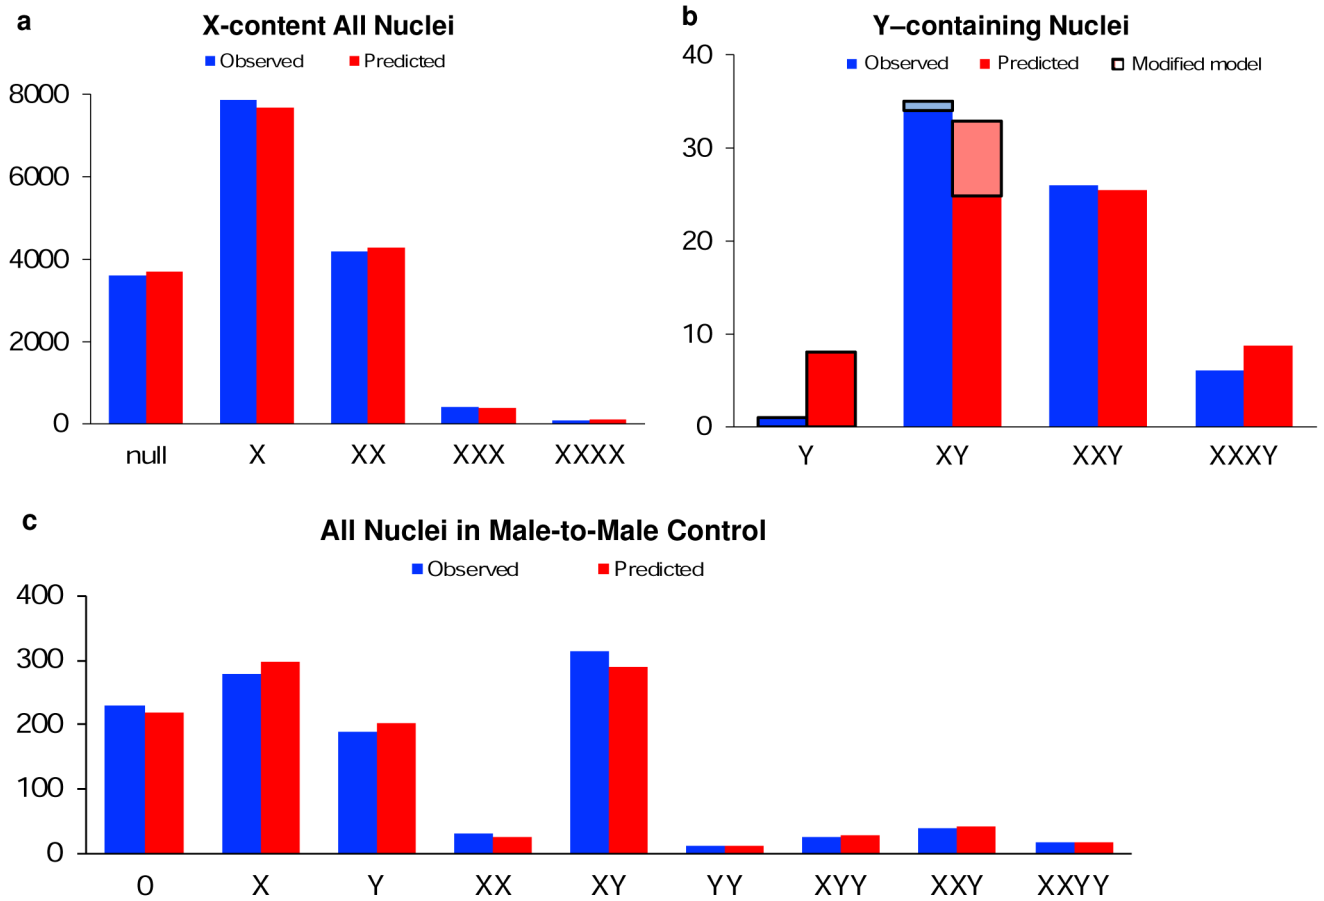 a
X-content All Nuclei
Observed Predicted
8000
6000
4000
2000
0
null X XX XXX XXXX
b
Y–containing Nuclei
Observed Predicted Modified model
40
30
20
10
0
Y XY XXY XXXY
c
All Nuclei in Male-to-Male Control
Observed Predicted
400
300
200
100
0
O X Y XX XY YY XYY XXY XXYY